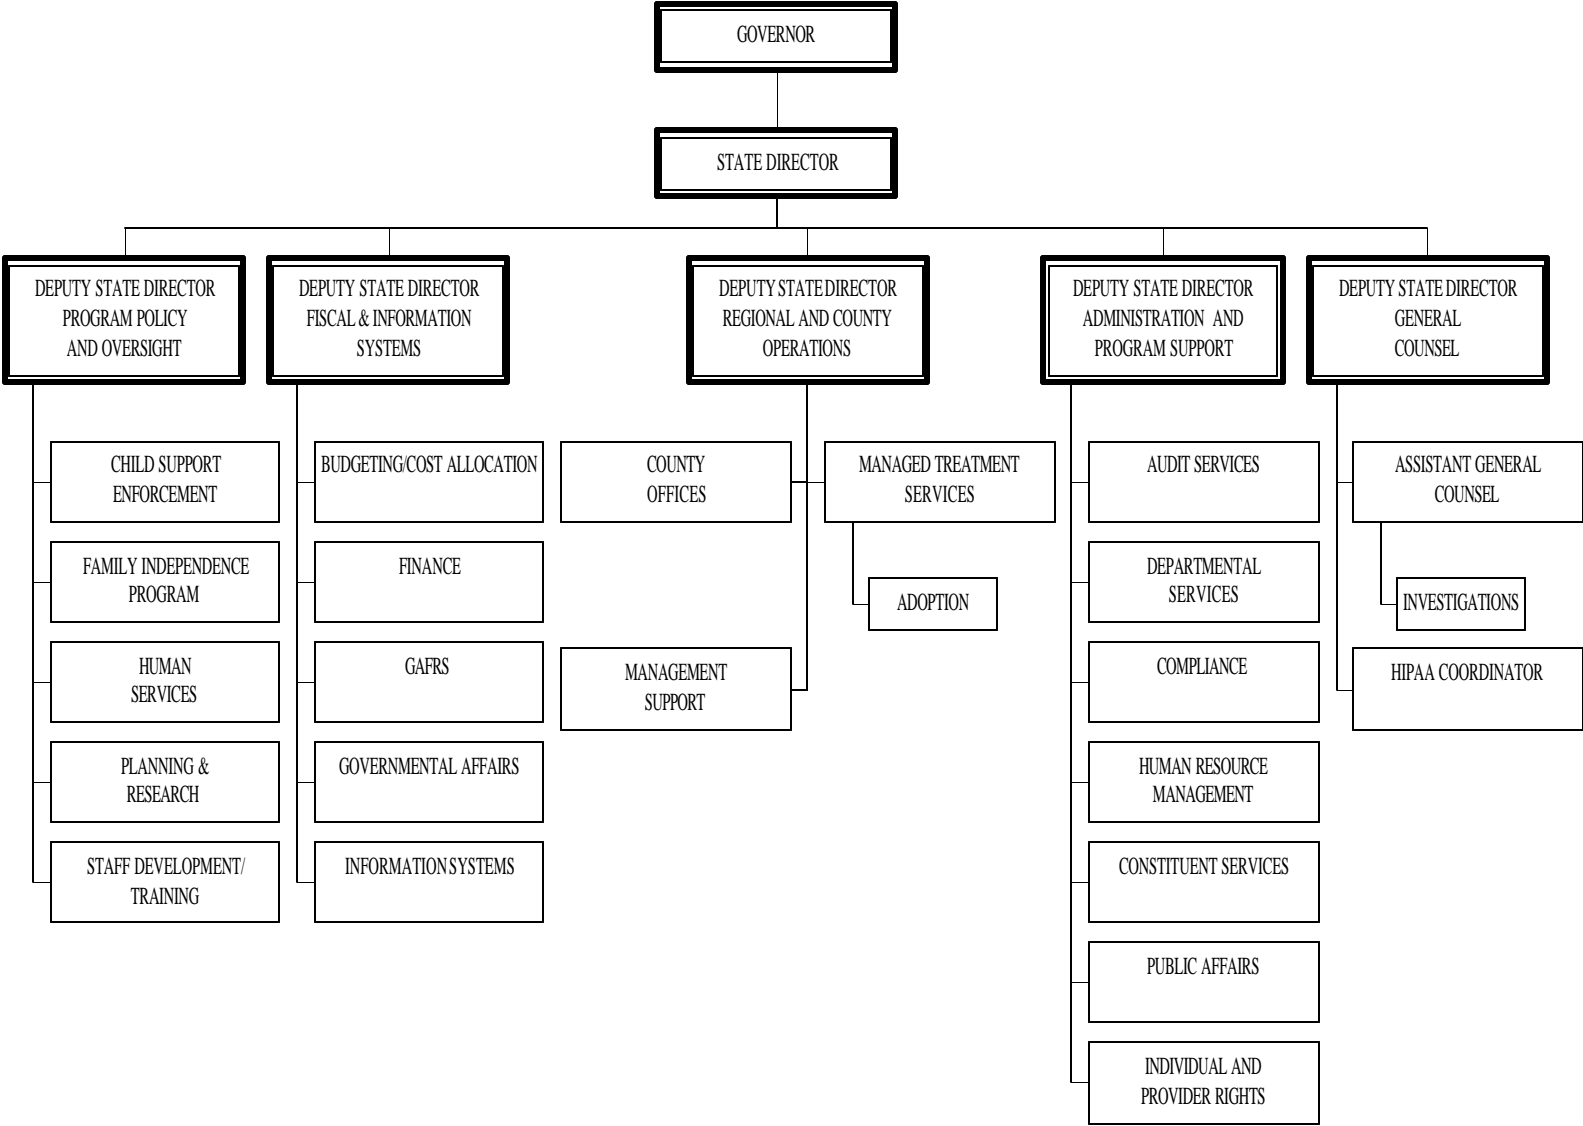 GOVERNOR
STATE DIRECTOR
DEPUTY STATE DIRECTOR
PROGRAM POLICY
AND OVERSIGHT
DEPUTY STATE DIRECTOR
FISCAL & INFORMATION
SYSTEMS
DEPUTY STATE DIRECTOR
REGIONAL AND COUNTY
OPERATIONS
DEPUTY STATE DIRECTOR
ADMINISTRATION AND
PROGRAM SUPPORT
DEPUTY STATE DIRECTOR
GENERAL
COUNSEL
CHILD SUPPORT
ENFORCEMENT
FAMILY INDEPENDENCE
PROGRAM
HUMAN
SERVICES
PLANNING &
RESEARCH
STAFF DEVELOPMENT/
TRAINING
BUDGETING/COST ALLOCATION
FINANCE
GAFRS
GOVERNMENTAL AFFAIRS
INFORMATION SYSTEMS
COUNTY
OFFICES
MANAGEMENT
SUPPORT
MANAGED TREATMENT
SERVICES
ADOPTION
AUDIT SERVICES
DEPARTMENTAL
SERVICES
COMPLIANCE
HUMAN RESOURCE
MANAGEMENT
CONSTITUENT SERVICES
PUBLIC AFFAIRS
INDIVIDUAL AND
PROVIDER RIGHTS
ASSISTANT GENERAL
COUNSEL
INVESTIGATIONS
HIPAA COORDINATOR